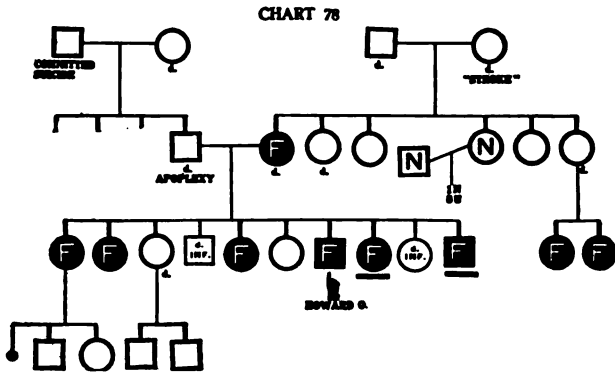 CHART 78
COMMITTED
SUICIDE
d.
d.
d.
"STROKE"
d.
APOPLEXY
F
d.
d.
N
N
d.
F
F
d.
d.
INF.
F
F
F
d.
INF.
F
F
F
HOWARD G.